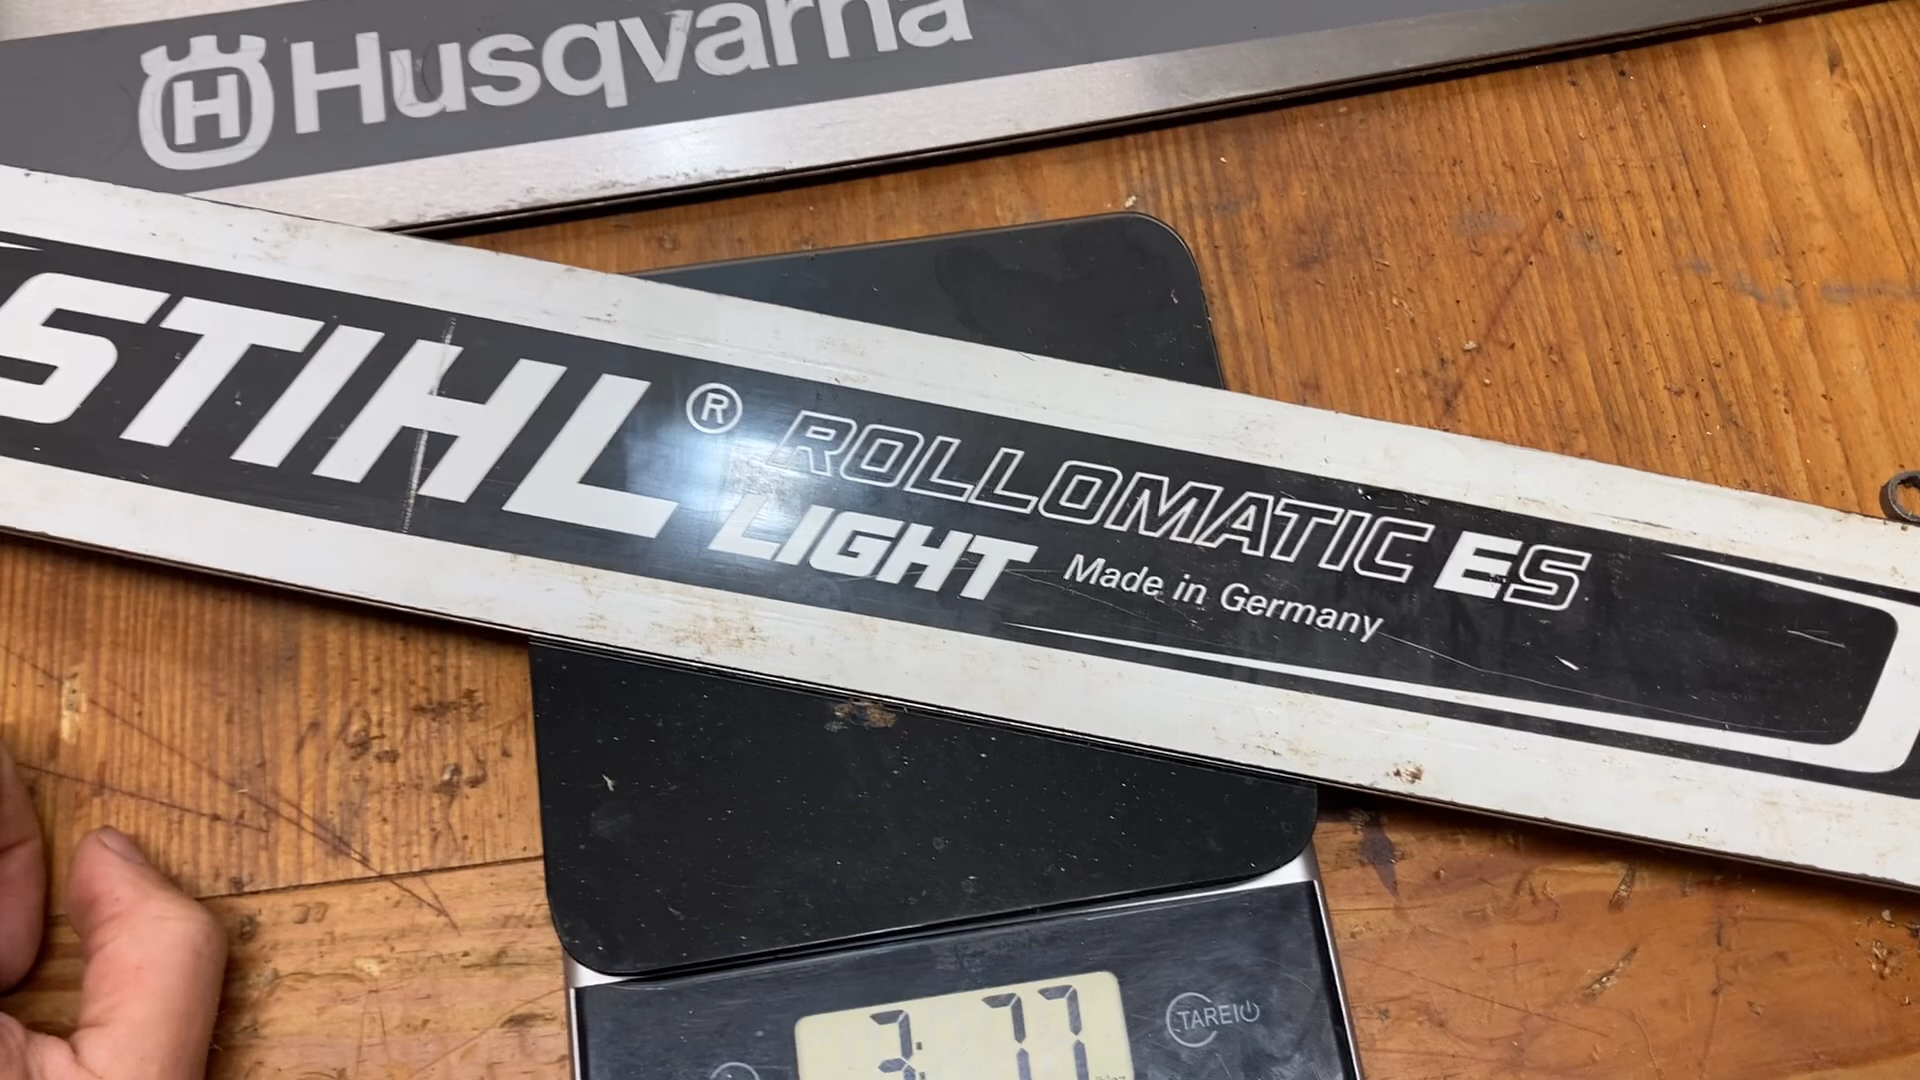 H Husqvarna
STIHL®
ROLLOMATIC ES
LIGHT
Made in Germany
TARE